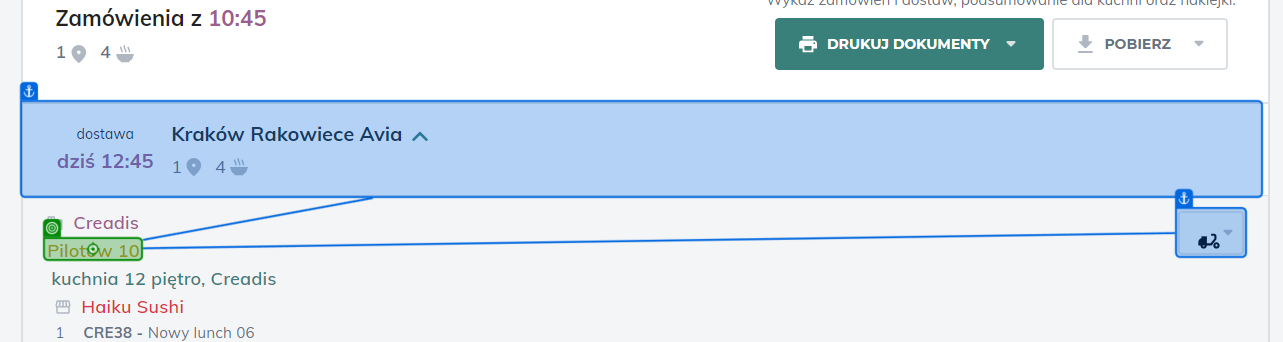 Zamówienia z 10:45
Wykaz zamówień i dostaw, podsumowanie dla kuchni oraz naklejki.
1 4
DRUKUJ DOKUMENTY
POBIERZ
dostawa
dziś 12:45
Kraków Rakowiece Avia
1 4
Creadis
Pilotów 10
kuchnia 12 piętro, Creadis
Haiku Sushi
1 CRE38 - Nowy lunch 06